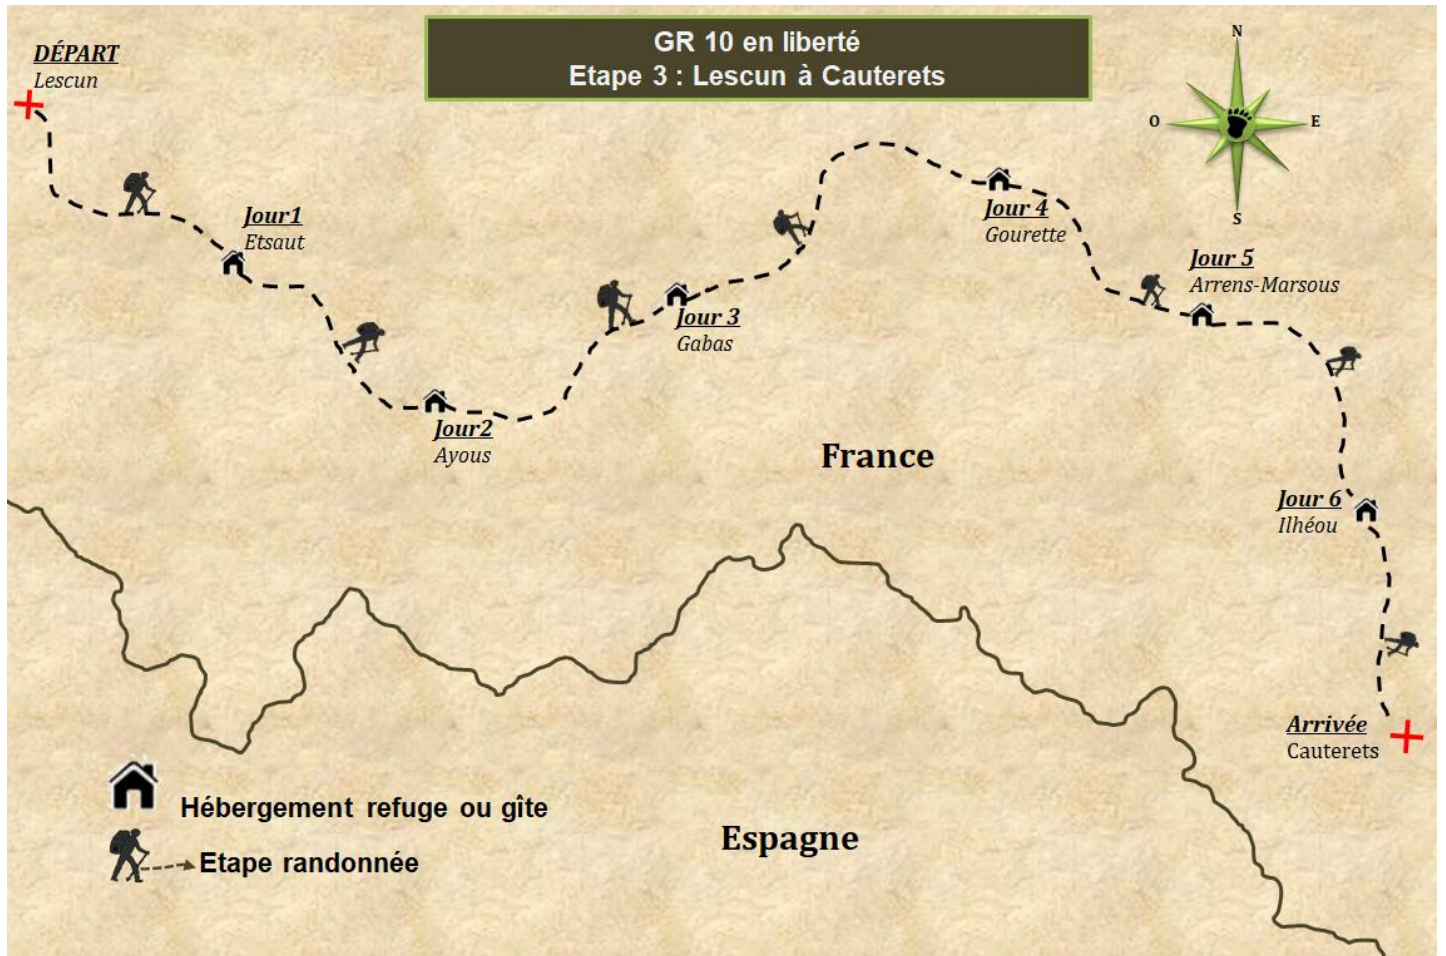 GR 10 en liberté
Etape 3 : Lescun à Cauterets
DÉPART
Lescun
N
O
E
S
Jour1
Etsaut
Jour2
Ayous
Jour 3
Gabas
Jour 4
Gourette
Jour 5
Arrens-Marsous
Jour 6
Ilhéou
Arrivée
Cauterets
France
Espagne
Hébergement refuge ou gîte
Etape randonnée